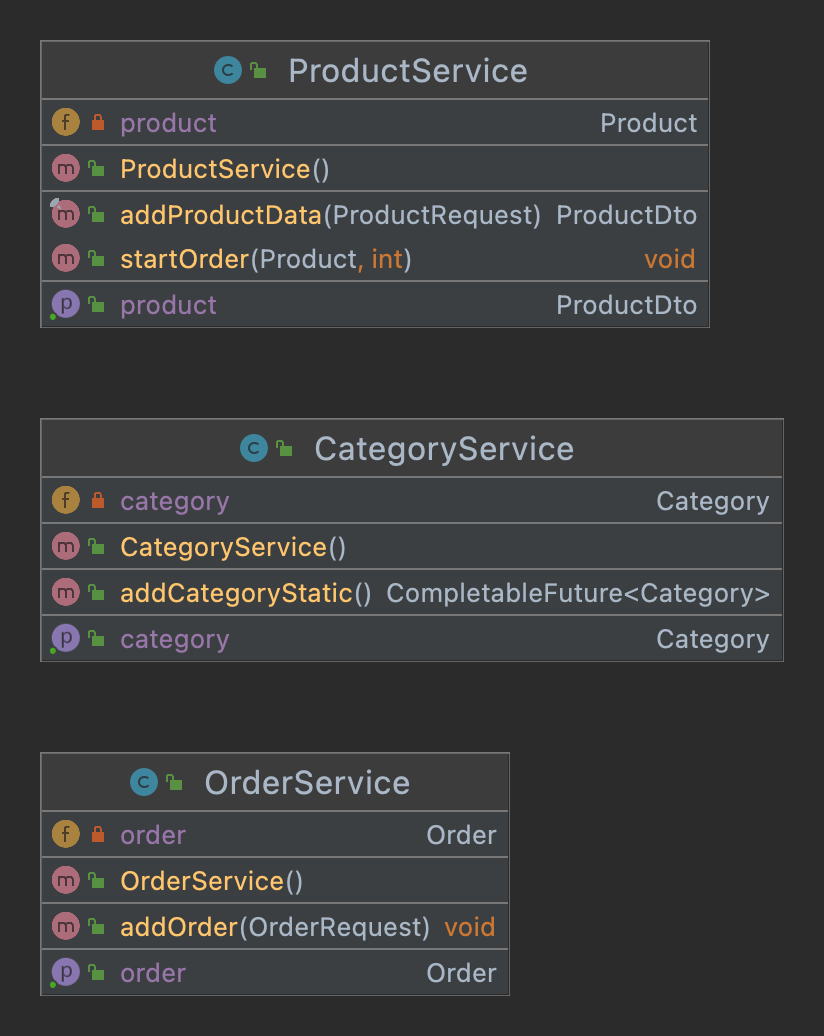 C ProductService
f product Product
m ProductService()
m addProductData(ProductRequest) ProductDto
m startOrder(Product, int) void
p product ProductDto
C CategoryService
f category Category
m CategoryService()
m addCategoryStatic() CompletableFuture<Category>
p category Category
C OrderService
f order Order
m OrderService()
m addOrder(OrderRequest) void
p order Order